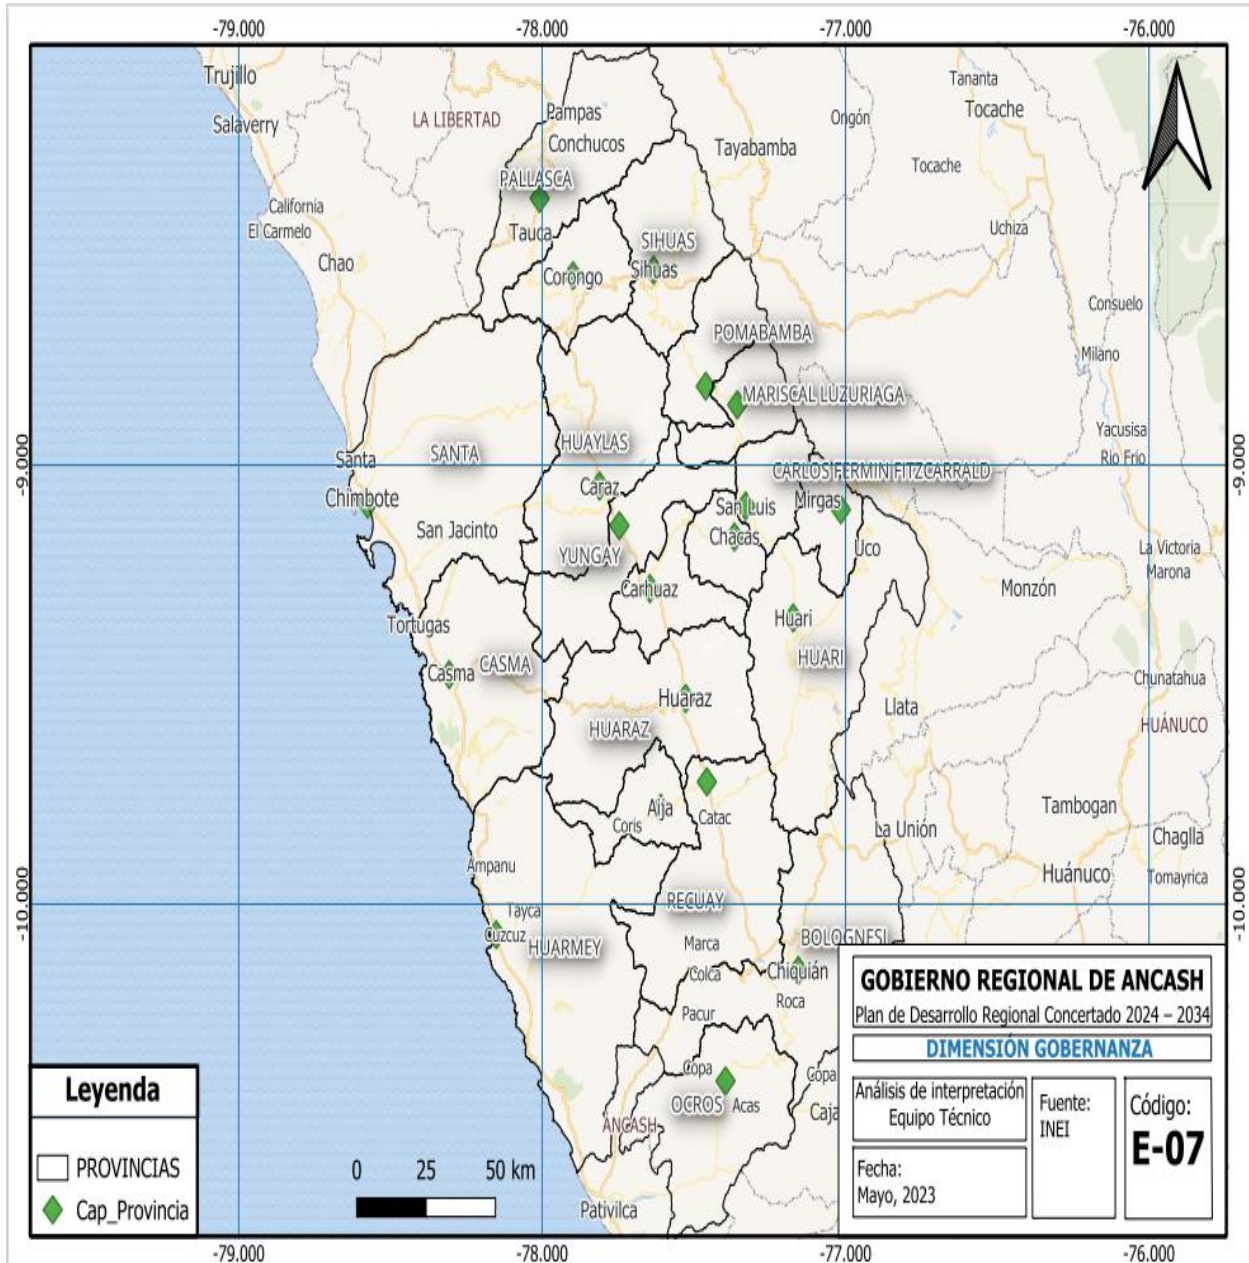 -79.000
-78.000
-77.000
-76.000
Trujillo
Salaverry
LA LIBERTAD
Pampas
Conchucos
Tayabamba
Ongón
Tananta
Tocache
Tocache
PALLASCA
California
El Carmelo
Tauca
Chao
SIHUAS
Sihuas
Corongo
Uchiza
Consuelo
POMABAMBA
Milano
MARISCAL LUZURIAGA
-9.000
Santa
SANTA
HUAYLAS
Yacusisa
Rio Frio
-9.000
CARLOS FERMIN FITZCARRALD
Chimbote
Caraz
San Luis
Mirgas
San Jacinto
Chacas
YUNGAY
Uco
La Victoria
Marona
Carhuaz
Monzón
Tortugas
Huari
HUARI
Casma
CASMA
Chunatahua
Huaraz
Llata
HUARAZ
HUÁNUCO
Aija
Coris
Catac
Tambogan
La Unión
Chaglla
Ampanu
Huánuco
Tomayrica
-10.000
Tayca
RECUAY
-10.000
Cuzcuz
HUARMEY
Marca
BOLOGNESI
Colca
Chiquián
Roca
Pacur
Copa
Copa
OCROS
Acas
Caja
ANCASH
Pativilca
Leyenda
PROVINCIAS
Cap_Provincia
0 25 50 km
GOBIERNO REGIONAL DE ANCASH
Plan de Desarrollo Regional Concertado 2024 – 2034
DIMENSIÓN GOBERNANZA
Análisis de interpretación
Equipo Técnico
Fecha:
Mayo, 2023
Fuente:
INEI
Código:
E-07
-79.000
-78.000
-77.000
-76.000